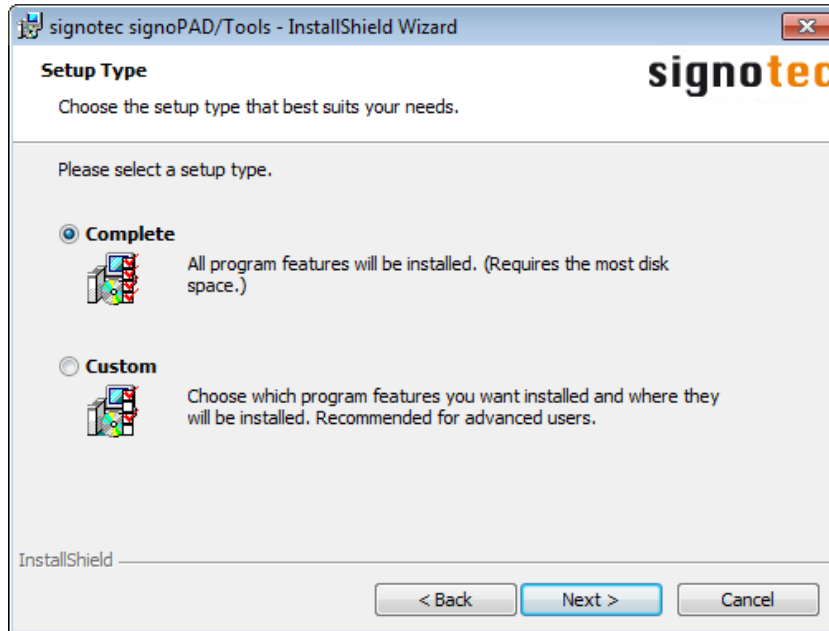 signotec signoPAD/Tools - InstallShield Wizard
Setup Type
signotec
Choose the setup type that best suits your needs.
Please select a setup type.
Complete
All program features will be installed. (Requires the most disk
space.)
Custom
Choose which program features you want installed and where they
will be installed. Recommended for advanced users.
InstallShield
< Back
Next >
Cancel